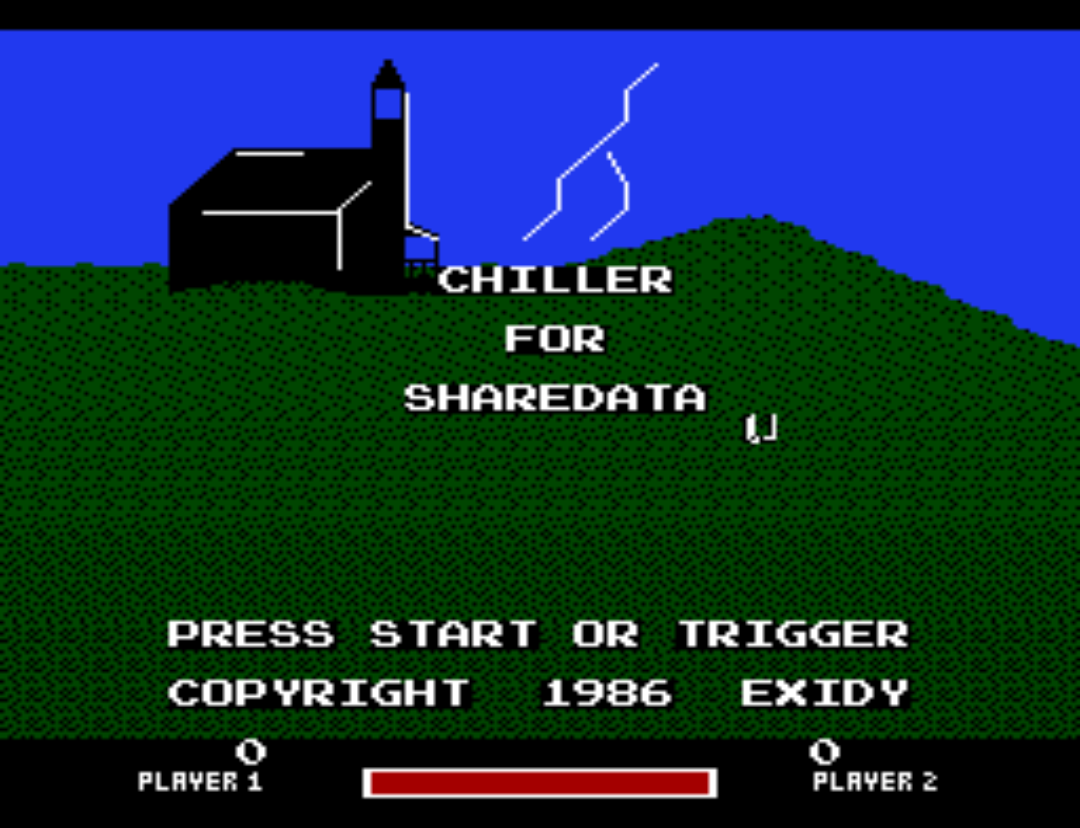 CHILLER
FOR
SHAREDATA
PRESS START OR TRIGGER
COPYRIGHT 1986 EXIDY
0 0
PLAYER 1 PLAYER 2